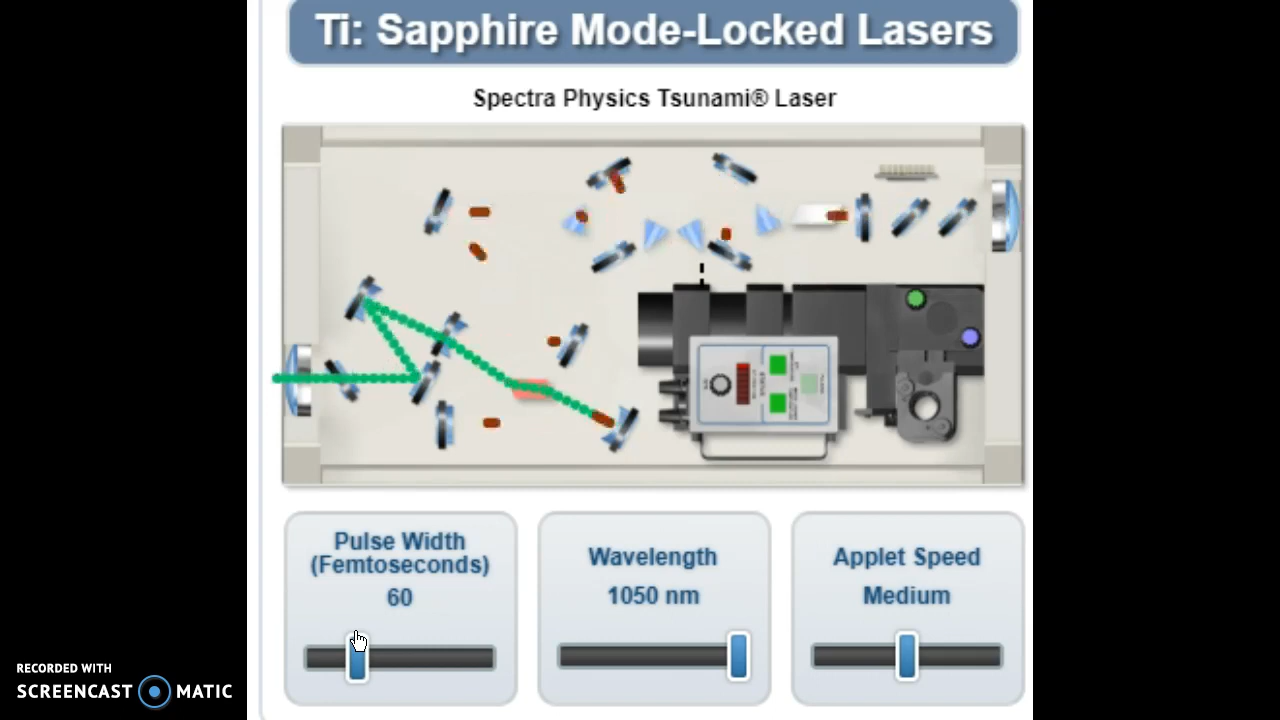 Ti: Sapphire Mode-Locked Lasers
Spectra Physics Tsunami® Laser
Pulse Width
(Femtoseconds)
60
Wavelength
1050 nm
Applet Speed
Medium
RECORDED WITH
SCREENCAST MATIC